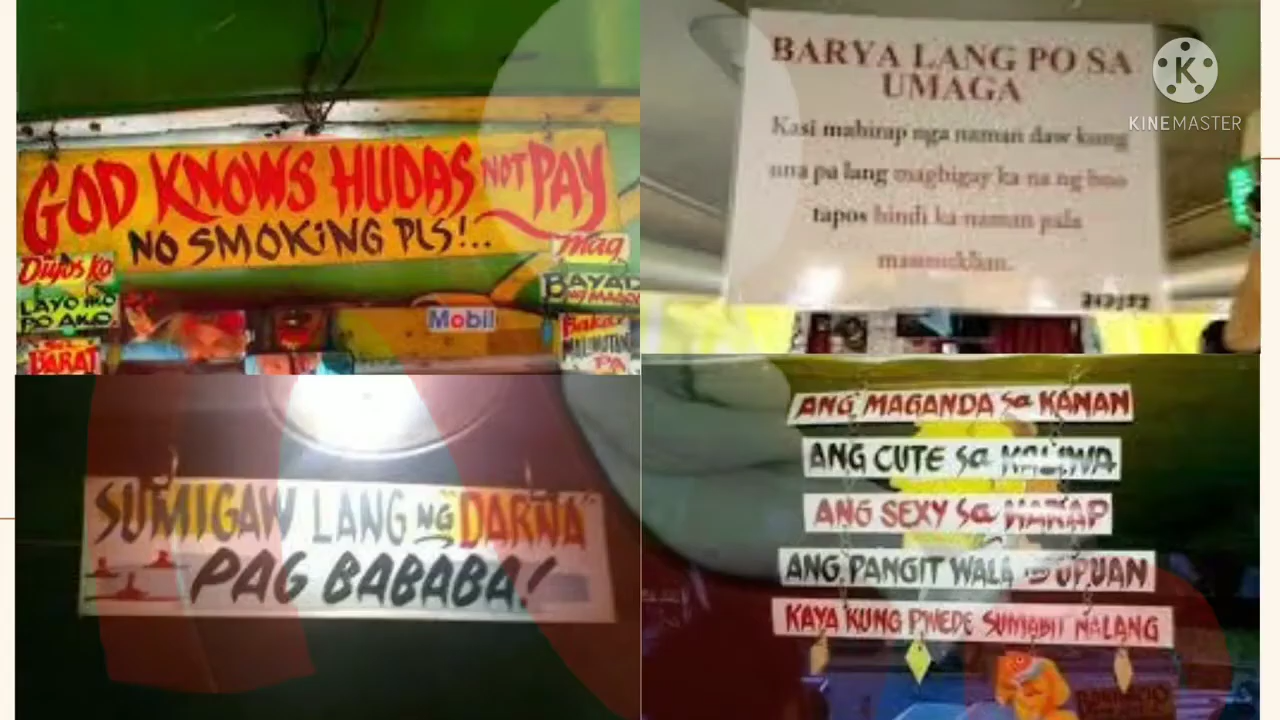 GOD KNOWS HUDAS NOT PAY
NO SMOKING PLS!..
Diyos ko
LAYO MO
PO AKO
BARAT
Mag
BAYAD
PA
Mobil
BARYA LANG PO SA
UMAGA
Kasi mahirap nga naman daw kung
una pa lang magbigay ka na ng buo
tapos hindi ka naman pala
masusuklian.
KINEMASTER
SUMIGAW LANG NG "DARNA"
PAG BABABA!
ANG MAGANDA sa KANAN
ANG CUTE sa KALIWA
ANG SEXY sa HARAP
ANG PANGIT WALA UPUAN
KAYA KUNG PWEDE SUMABIT NALANG